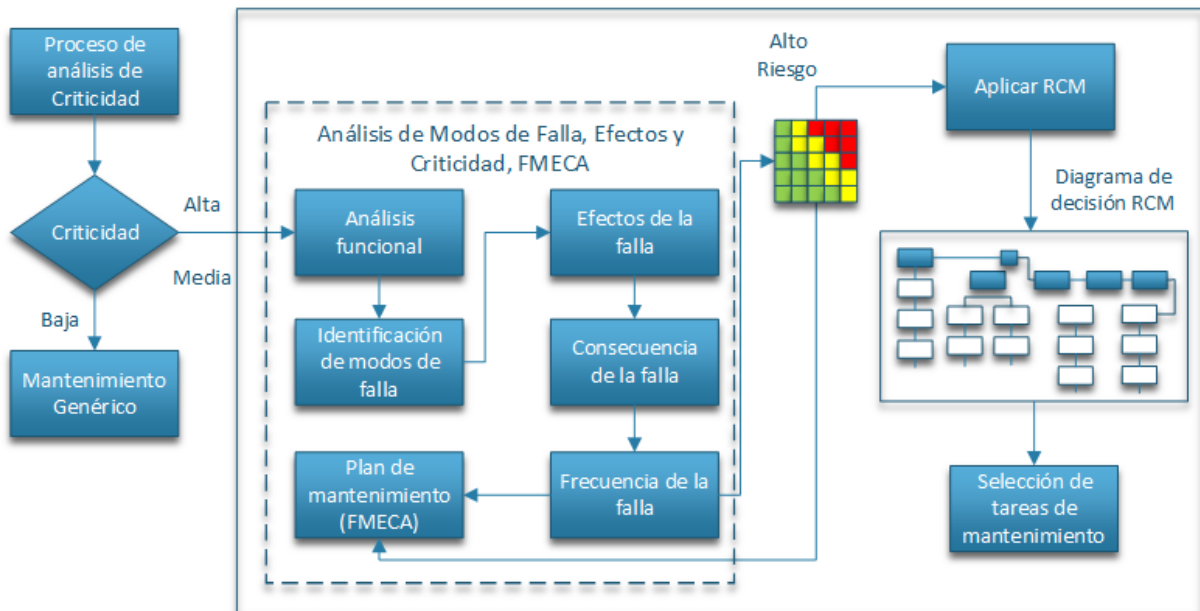 Proceso de
análisis de
Criticidad
Criticidad
Alta
Media
Baja
Mantenimiento
Genérico
Análisis de Modos de Falla, Efectos y
Criticidad, FMECA
Análisis
funcional
Identificación
de modos de
falla
Efectos de la
falla
Consecuencia
de la falla
Frecuencia de la
falla
Plan de
mantenimiento
(FMECA)
Alto
Riesgo
Aplicar RCM
Diagrama de
decisión RCM
Selección de
tareas de
mantenimiento